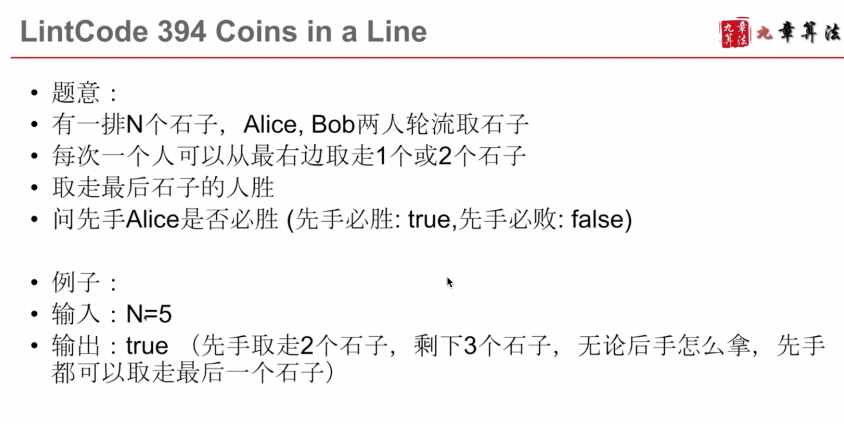 LintCode 394 Coins in a Line
九章算法 九章算法
• 题意：
• 有一排N个石子，Alice, Bob两人轮流取石子
• 每次一个人可以从最右边取走1个或2个石子
• 取走最后石子的人胜
• 问先手Alice是否必胜 (先手必胜: true,先手必败: false)
• 例子：
• 输入：N=5
• 输出：true （先手取走2个石子，剩下3个石子，无论后手怎么拿，先手
都可以取走最后一个石子）